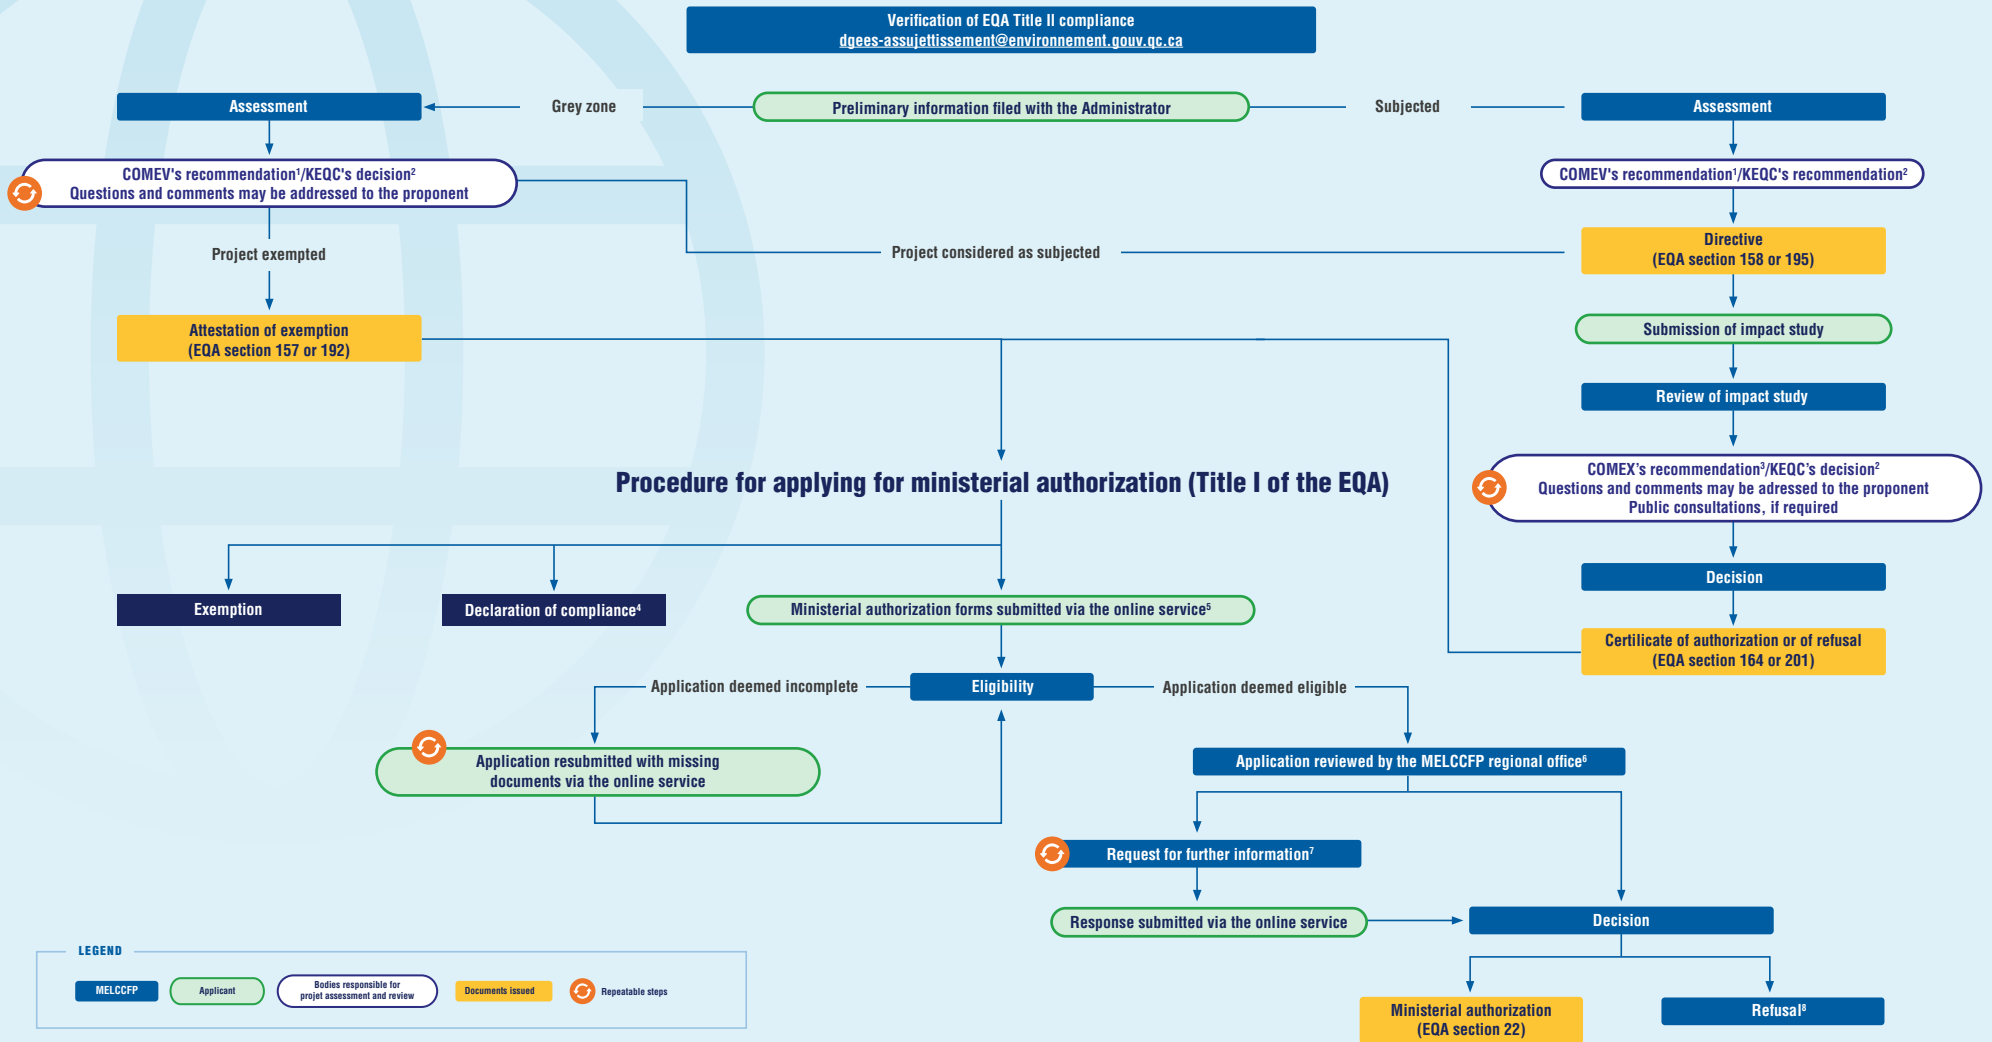 Verification of EQA Title II compliance
dgees-assujettissement@environnement.gouv.qc.ca
Assessment
Grey zone
Preliminary information filed with the Administrator
Subjected
Assessment
COMEV's recommendation¹/KEQC's decision²
Questions and comments may be addressed to the proponent
COMEV's recommendation¹/KEQC's recommendation²
Project exempted
Project considered as subjected
Directive
(EQA section 158 or 195)
Attestation of exemption
(EQA section 157 or 192)
Submission of impact study
Review of impact study
COMEX's recommendation³/KEQC's decision²
Questions and comments may be adressed to the proponent
Public consultations, if required
Procedure for applying for ministerial authorization (Title I of the EQA)
Decision
Exemption
Declaration of compliance⁴
Ministerial authorization forms submitted via the online service⁵
Certificate of authorization or of refusal
(EQA section 164 or 201)
Application deemed incomplete
Eligibility
Application deemed eligible
Application resubmitted with missing
documents via the online service
Application reviewed by the MELCCFP regional office⁶
Request for further information⁷
Response submitted via the online service
Decision
Ministerial authorization
(EQA section 22)
Refusal⁸
LEGEND
MELCCFP
Applicant
Bodies responsible for
projet assessment and review
Documents issued
Repeatable steps